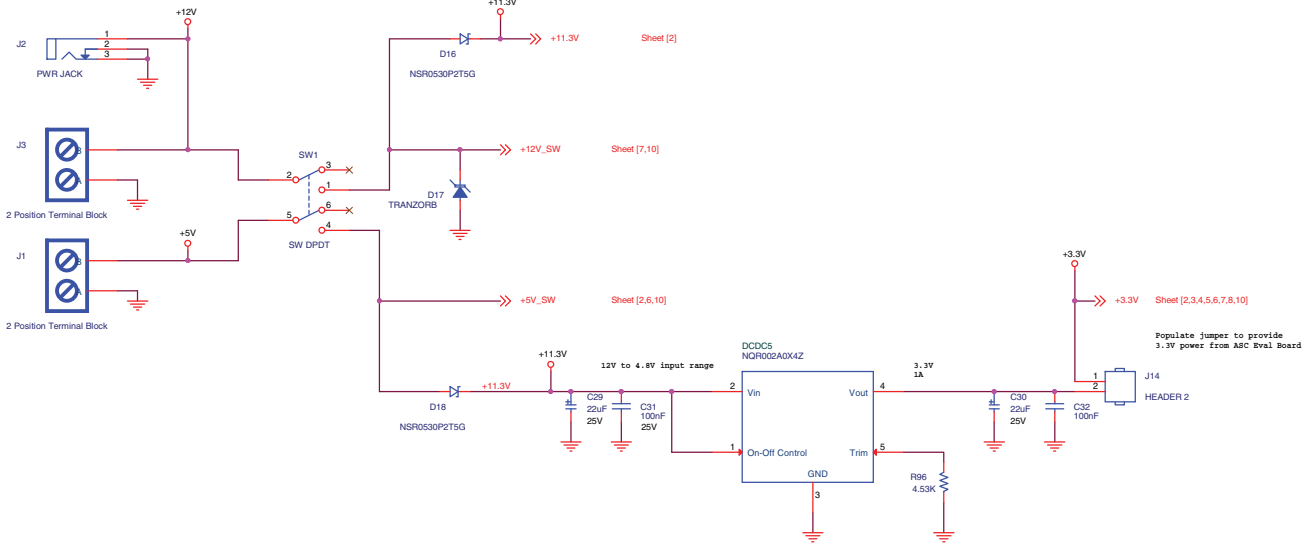 +12V
J2
1
2
3
PWR JACK
+11.3V
D16
NSR0530P2T5G
+11.3V
Sheet [2]
J3
B
A
2 Position Terminal Block
SW1
2
3
1
5
6
4
SW DPDT
+12V_SW
Sheet [7,10]
D17
TRANZORB
J1
B
A
2 Position Terminal Block
+5V
+5V_SW
Sheet [2,6,10]
+3.3V
+3.3V
Sheet [2,3,4,5,6,7,8,10]
Populate jumper to provide
3.3V power from ASC Eval Board
D18
NSR0530P2T5G
+11.3V
+11.3V
12V to 4.8V input range
C29
22uF
25V
C31
100nF
25V
DCDC5
NQR002A0X4Z
2
Vin
Vout
4
1
On-Off Control
Trim
5
GND
3
3.3V
1A
R96
4.53K
C30
22uF
25V
C32
100nF
1
2
J14
HEADER 2